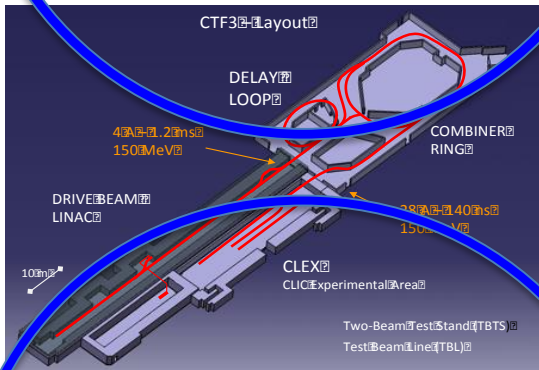 CTF3 – Layout
DELAY
LOOP
4 A – 1.2 ms
150 MeV
COMBINER
RING
DRIVE BEAM
LINAC
28 A – 140 ms
150
10 m
CLEX
CLIC Experimental Area
Two-Beam Test Stand (TBTS)
Test Beam Line (TBL)